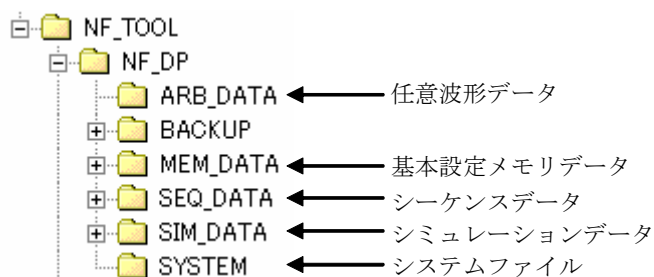 NF_TOOL
NF_DP
ARB_DATA 任意波形データ
BACKUP
MEM_DATA 基本設定メモリデータ
SEQ_DATA シーケンスデータ
SIM_DATA シミュレーションデータ
SYSTEM システムファイル